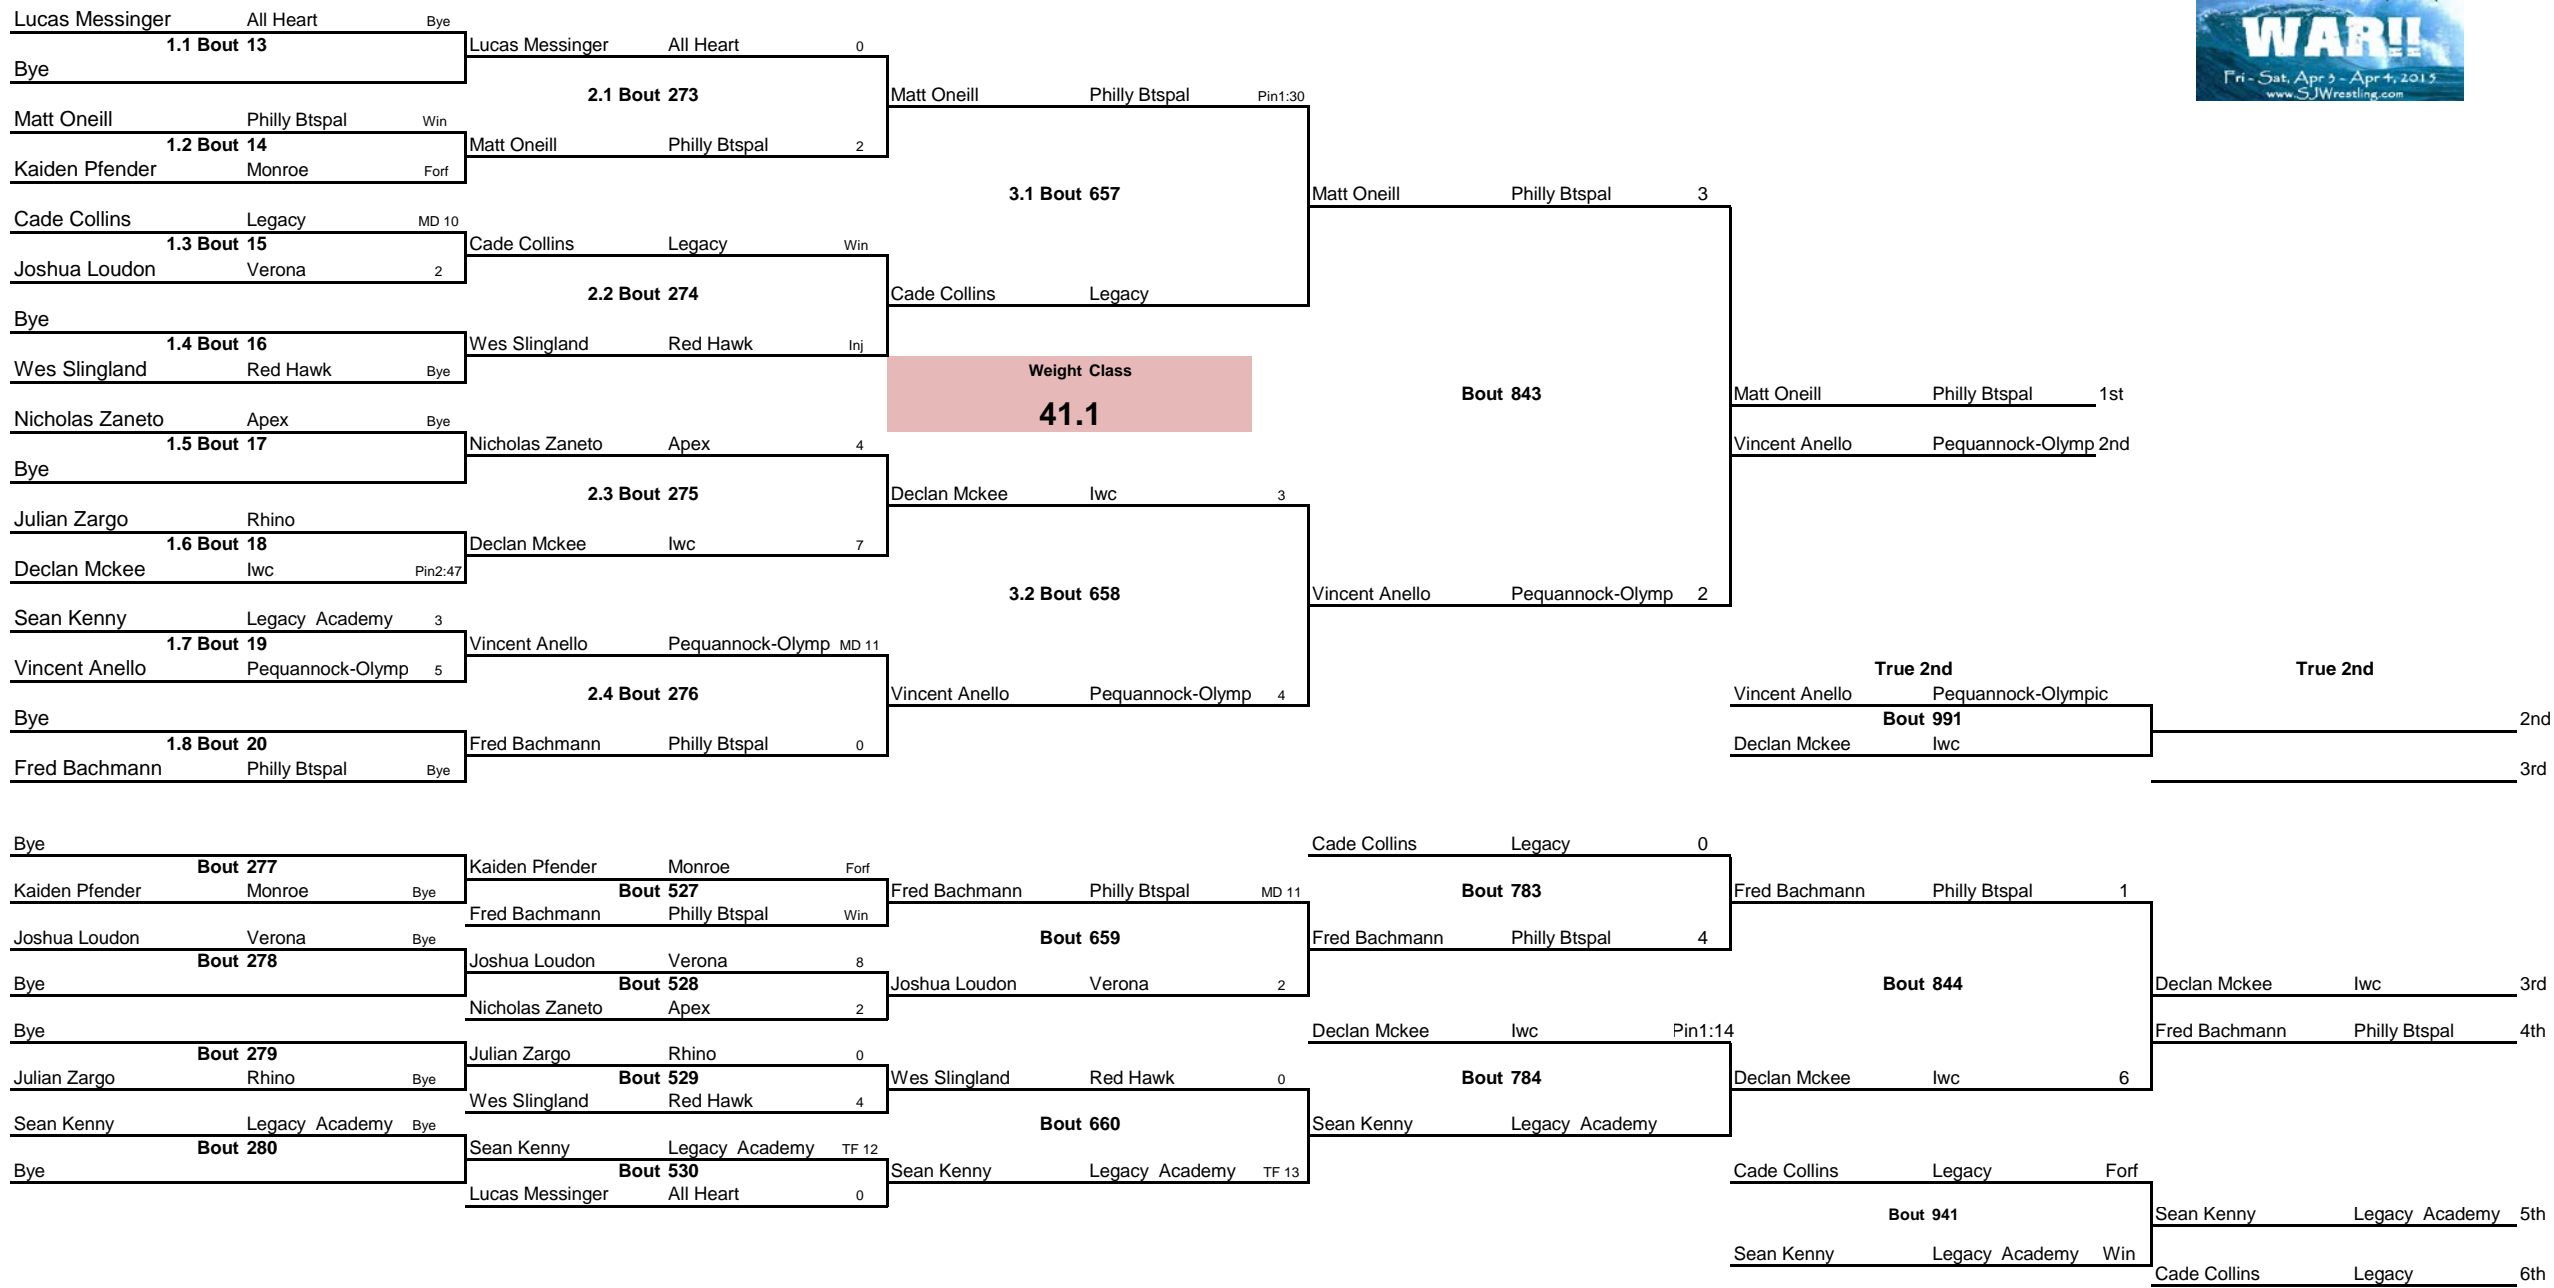 WAR!!
Fri - Sat, Apr 3 - Apr 4, 2015
www.SJWrestling.com
Lucas Messinger All Heart Bye
1.1 Bout 13
Bye
Matt Oneill Philly Btspal Win
1.2 Bout 14
Kaiden Pfender Monroe Forf
Cade Collins Legacy MD 10
1.3 Bout 15
Joshua Loudon Verona 2
Bye
1.4 Bout 16
Wes Slingland Red Hawk Bye
Nicholas Zaneto Apex Bye
1.5 Bout 17
Bye
Julian Zargo Rhino
1.6 Bout 18
Declan Mckee Iwc Pin2:47
Sean Kenny Legacy Academy 3
1.7 Bout 19
Vincent Anello Pequannock-Olymp 5
Bye
1.8 Bout 20
Fred Bachmann Philly Btspal Bye
Lucas Messinger All Heart 0
2.1 Bout 273
Matt Oneill Philly Btspal 2
Cade Collins Legacy Win
2.2 Bout 274
Wes Slingland Red Hawk Inj
Nicholas Zaneto Apex 4
2.3 Bout 275
Declan Mckee Iwc 7
Vincent Anello Pequannock-Olymp MD 11
2.4 Bout 276
Fred Bachmann Philly Btspal 0
Matt Oneill Philly Btspal Pin1:30
3.1 Bout 657
Cade Collins Legacy
Weight Class
41.1
Declan Mckee Iwc 3
3.2 Bout 658
Vincent Anello Pequannock-Olymp 4
Matt Oneill Philly Btspal 3
Bout 843
Vincent Anello Pequannock-Olymp 2
Matt Oneill Philly Btspal 1st
Vincent Anello Pequannock-Olymp 2nd
True 2nd True 2nd
Vincent Anello Pequannock-Olympic
Bout 991
Declan Mckee Iwc
2nd
3rd
Bye
Bout 277
Kaiden Pfender Monroe Bye
Joshua Loudon Verona Bye
Bout 278
Bye
Bye
Bout 279
Julian Zargo Rhino Bye
Sean Kenny Legacy Academy Bye
Bout 280
Bye
Kaiden Pfender Monroe Forf
Bout 527
Fred Bachmann Philly Btspal Win
Joshua Loudon Verona 8
Bout 528
Nicholas Zaneto Apex 2
Julian Zargo Rhino 0
Bout 529
Wes Slingland Red Hawk 4
Sean Kenny Legacy Academy TF 12
Bout 530
Lucas Messinger All Heart 0
Fred Bachmann Philly Btspal MD 11
Bout 659
Joshua Loudon Verona 2
Wes Slingland Red Hawk 0
Bout 660
Sean Kenny Legacy Academy TF 13
Cade Collins Legacy 0
Bout 783
Fred Bachmann Philly Btspal 4
Declan Mckee Iwc Pin1:14
Bout 784
Sean Kenny Legacy Academy
Fred Bachmann Philly Btspal 1
Bout 844
Declan Mckee Iwc 6
Declan Mckee Iwc 3rd
Fred Bachmann Philly Btspal 4th
Cade Collins Legacy Forf
Bout 941
Sean Kenny Legacy Academy Win
Sean Kenny Legacy Academy 5th
Cade Collins Legacy 6th